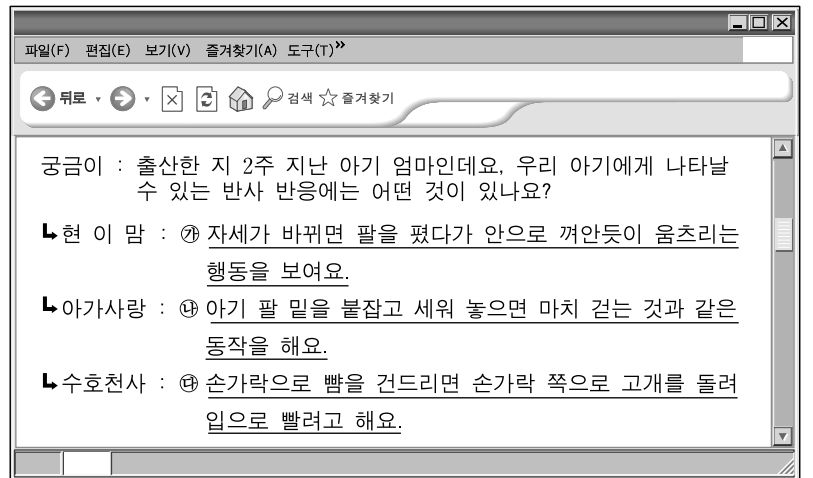 파일(F) 편집(E) 보기(V) 즐겨찾기(A) 도구(T)»
뒤로 검색 즐겨찾기
궁금이 : 출산한 지 2주 지난 아기 엄마인데요, 우리 아기에게 나타날
수 있는 반사 반응에는 어떤 것이 있나요?
현 이 맘 : ㉮ 자세가 바뀌면 팔을 폈다가 안으로 껴안듯이 움츠리는
행동을 보여요.
아가사랑 : ㉯ 아기 팔 밑을 붙잡고 세워 놓으면 마치 걷는 것과 같은
동작을 해요.
수호천사 : ㉰ 손가락으로 뺨을 건드리면 손가락 쪽으로 고개를 돌려
입으로 빨려고 해요.